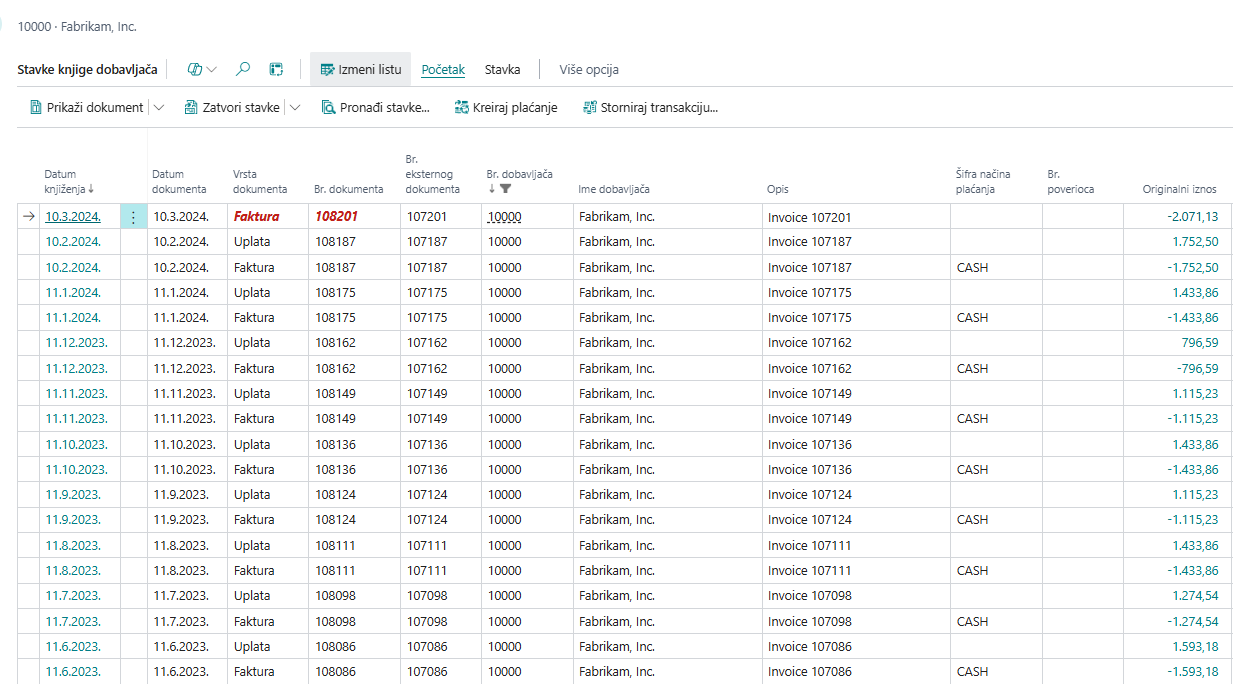 10000 · Fabrikam, Inc.
Stavke knjige dobavljača Izmeni listu Početak Stavka Više opcija
Prikaži dokument Zatvori stavke Pronađi stavke... Kreiraj plaćanje Storniraj transakciju...
Datum knjiženja↓ Datum dokumenta Vrsta dokumenta Br. dokumenta Br. eksternog dokumenta Br. dobavljača ↓ Ime dobavljača Opis Šifra načina plaćanja Br. poverioca Originalni iznos
10.3.2024. 10.3.2024. Faktura 108201 107201 10000 Fabrikam, Inc. Invoice 107201 -2.071,13
10.2.2024. 10.2.2024. Uplata 108187 107187 10000 Fabrikam, Inc. Invoice 107187 1.752,50
10.2.2024. 10.2.2024. Faktura 108187 107187 10000 Fabrikam, Inc. Invoice 107187 CASH -1.752,50
11.1.2024. 11.1.2024. Uplata 108175 107175 10000 Fabrikam, Inc. Invoice 107175 1.433,86
11.1.2024. 11.1.2024. Faktura 108175 107175 10000 Fabrikam, Inc. Invoice 107175 CASH -1.433,86
11.12.2023. 11.12.2023. Uplata 108162 107162 10000 Fabrikam, Inc. Invoice 107162 796,59
11.12.2023. 11.12.2023. Faktura 108162 107162 10000 Fabrikam, Inc. Invoice 107162 CASH -796,59
11.11.2023. 11.11.2023. Uplata 108149 107149 10000 Fabrikam, Inc. Invoice 107149 1.115,23
11.11.2023. 11.11.2023. Faktura 108149 107149 10000 Fabrikam, Inc. Invoice 107149 CASH -1.115,23
11.10.2023. 11.10.2023. Uplata 108136 107136 10000 Fabrikam, Inc. Invoice 107136 1.433,86
11.10.2023. 11.10.2023. Faktura 108136 107136 10000 Fabrikam, Inc. Invoice 107136 CASH -1.433,86
11.9.2023. 11.9.2023. Uplata 108124 107124 10000 Fabrikam, Inc. Invoice 107124 1.115,23
11.9.2023. 11.9.2023. Faktura 108124 107124 10000 Fabrikam, Inc. Invoice 107124 CASH -1.115,23
11.8.2023. 11.8.2023. Uplata 108111 107111 10000 Fabrikam, Inc. Invoice 107111 1.433,86
11.8.2023. 11.8.2023. Faktura 108111 107111 10000 Fabrikam, Inc. Invoice 107111 CASH -1.433,86
11.7.2023. 11.7.2023. Uplata 108098 107098 10000 Fabrikam, Inc. Invoice 107098 1.274,54
11.7.2023. 11.7.2023. Faktura 108098 107098 10000 Fabrikam, Inc. Invoice 107098 CASH -1.274,54
11.6.2023. 11.6.2023. Uplata 108086 107086 10000 Fabrikam, Inc. Invoice 107086 1.593,18
11.6.2023. 11.6.2023. Faktura 108086 107086 10000 Fabrikam, Inc. Invoice 107086 CASH -1.593,18